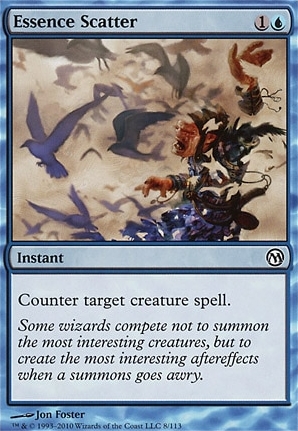 Essence Scatter 1
Instant
Counter target creature spell.
Some wizards compete not to summon
the most interesting creatures, but to
create the most interesting aftereffects
when a summons goes awry.
Jon Foster
™ & © 1993–2010 Wizards of the Coast LLC 8/113